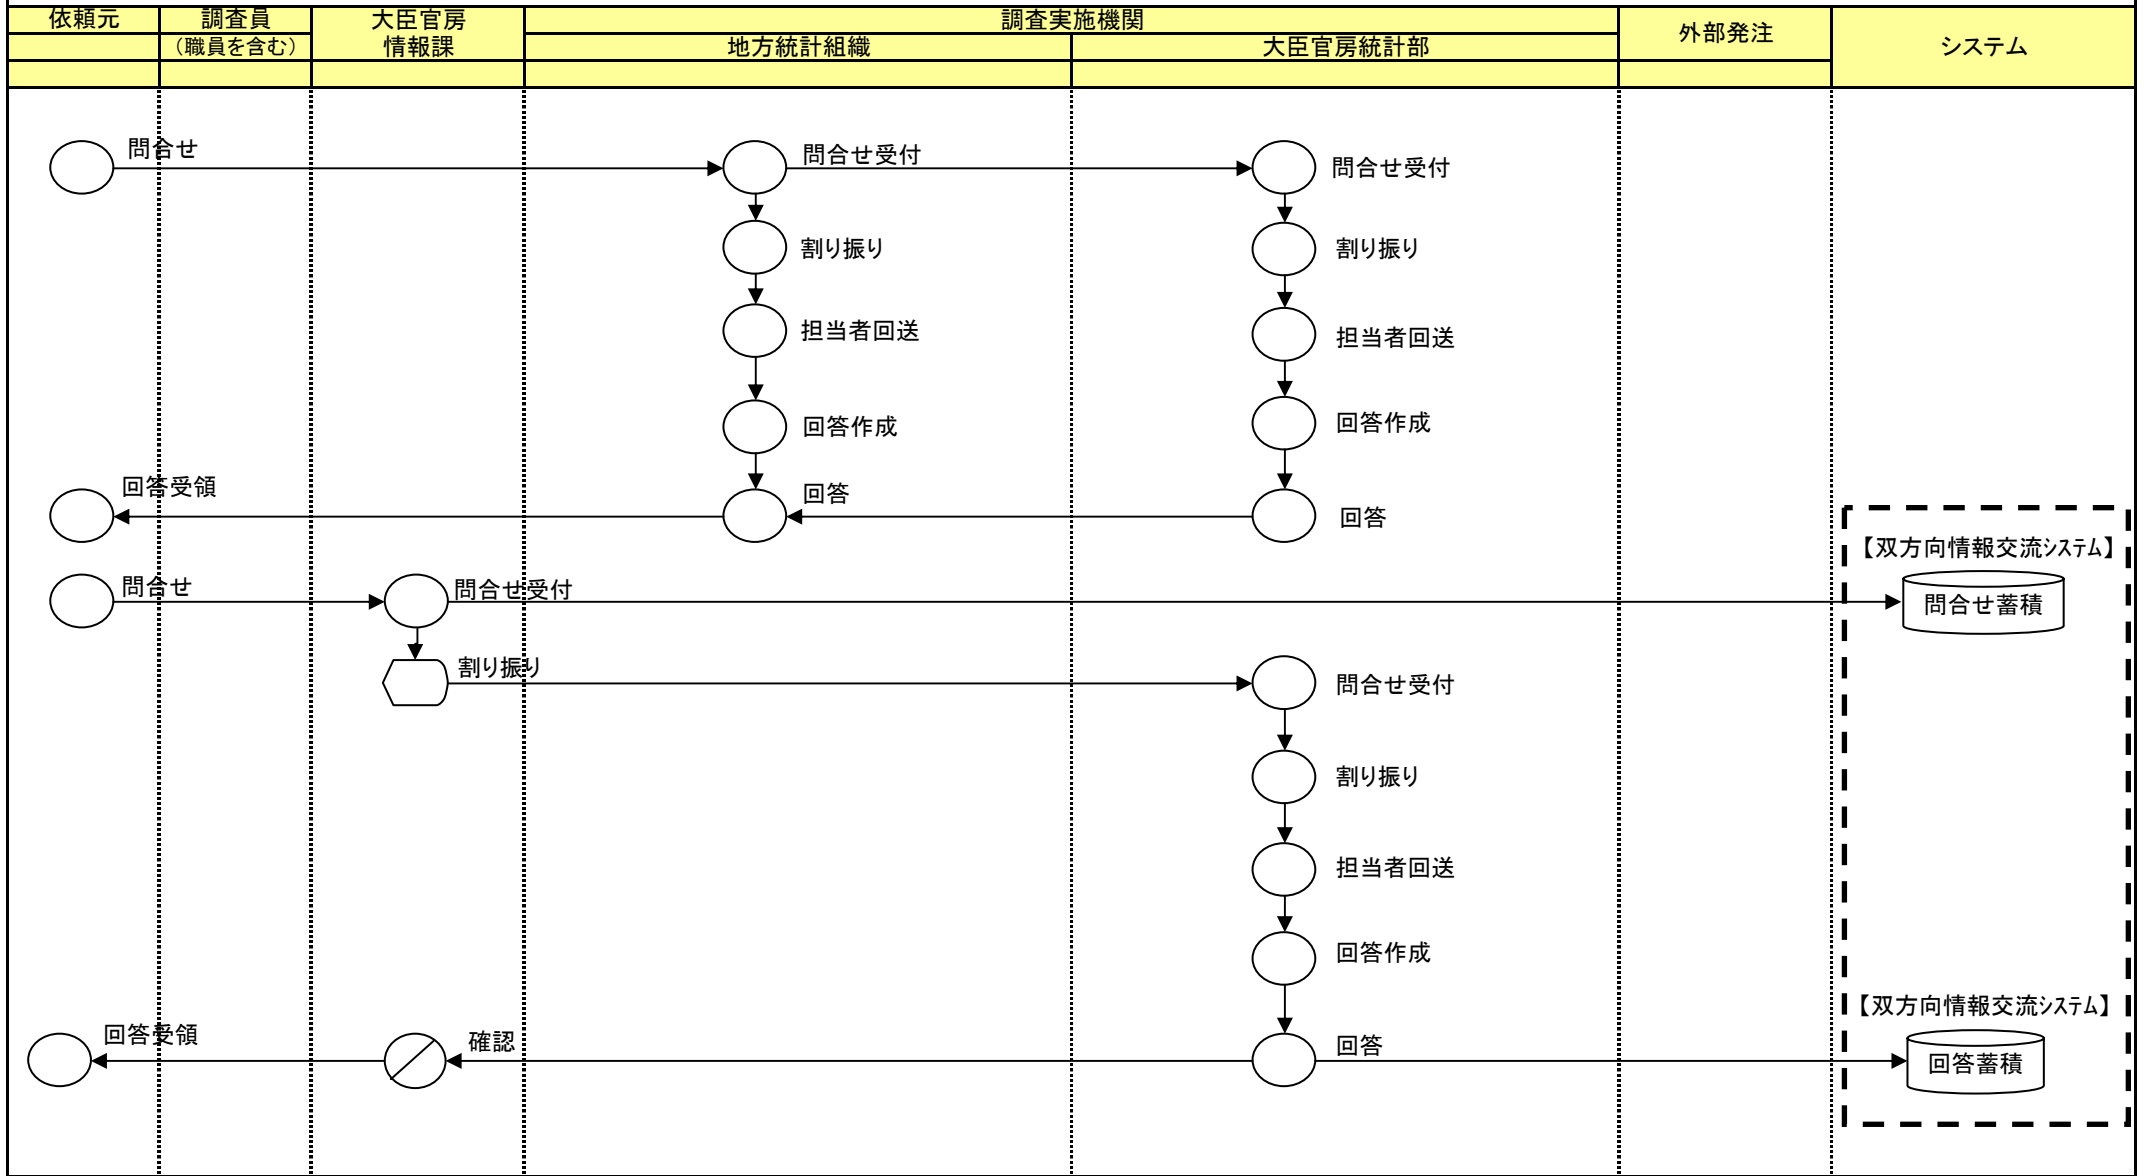 依頼元
調査員
（職員を含む）
大臣官房
情報課
調査実施機関
地方統計組織
大臣官房統計部
外部発注
システム
問合せ
問合せ受付
問合せ受付
割り振り
割り振り
担当者回送
担当者回送
回答作成
回答作成
回答受領
回答
回答
【双方向情報交流ｼｽﾃﾑ】
問合せ
問合せ受付
問合せ蓄積
割り振り
問合せ受付
割り振り
担当者回送
回答作成
【双方向情報交流ｼｽﾃﾑ】
回答受領
確認
回答
回答蓄積